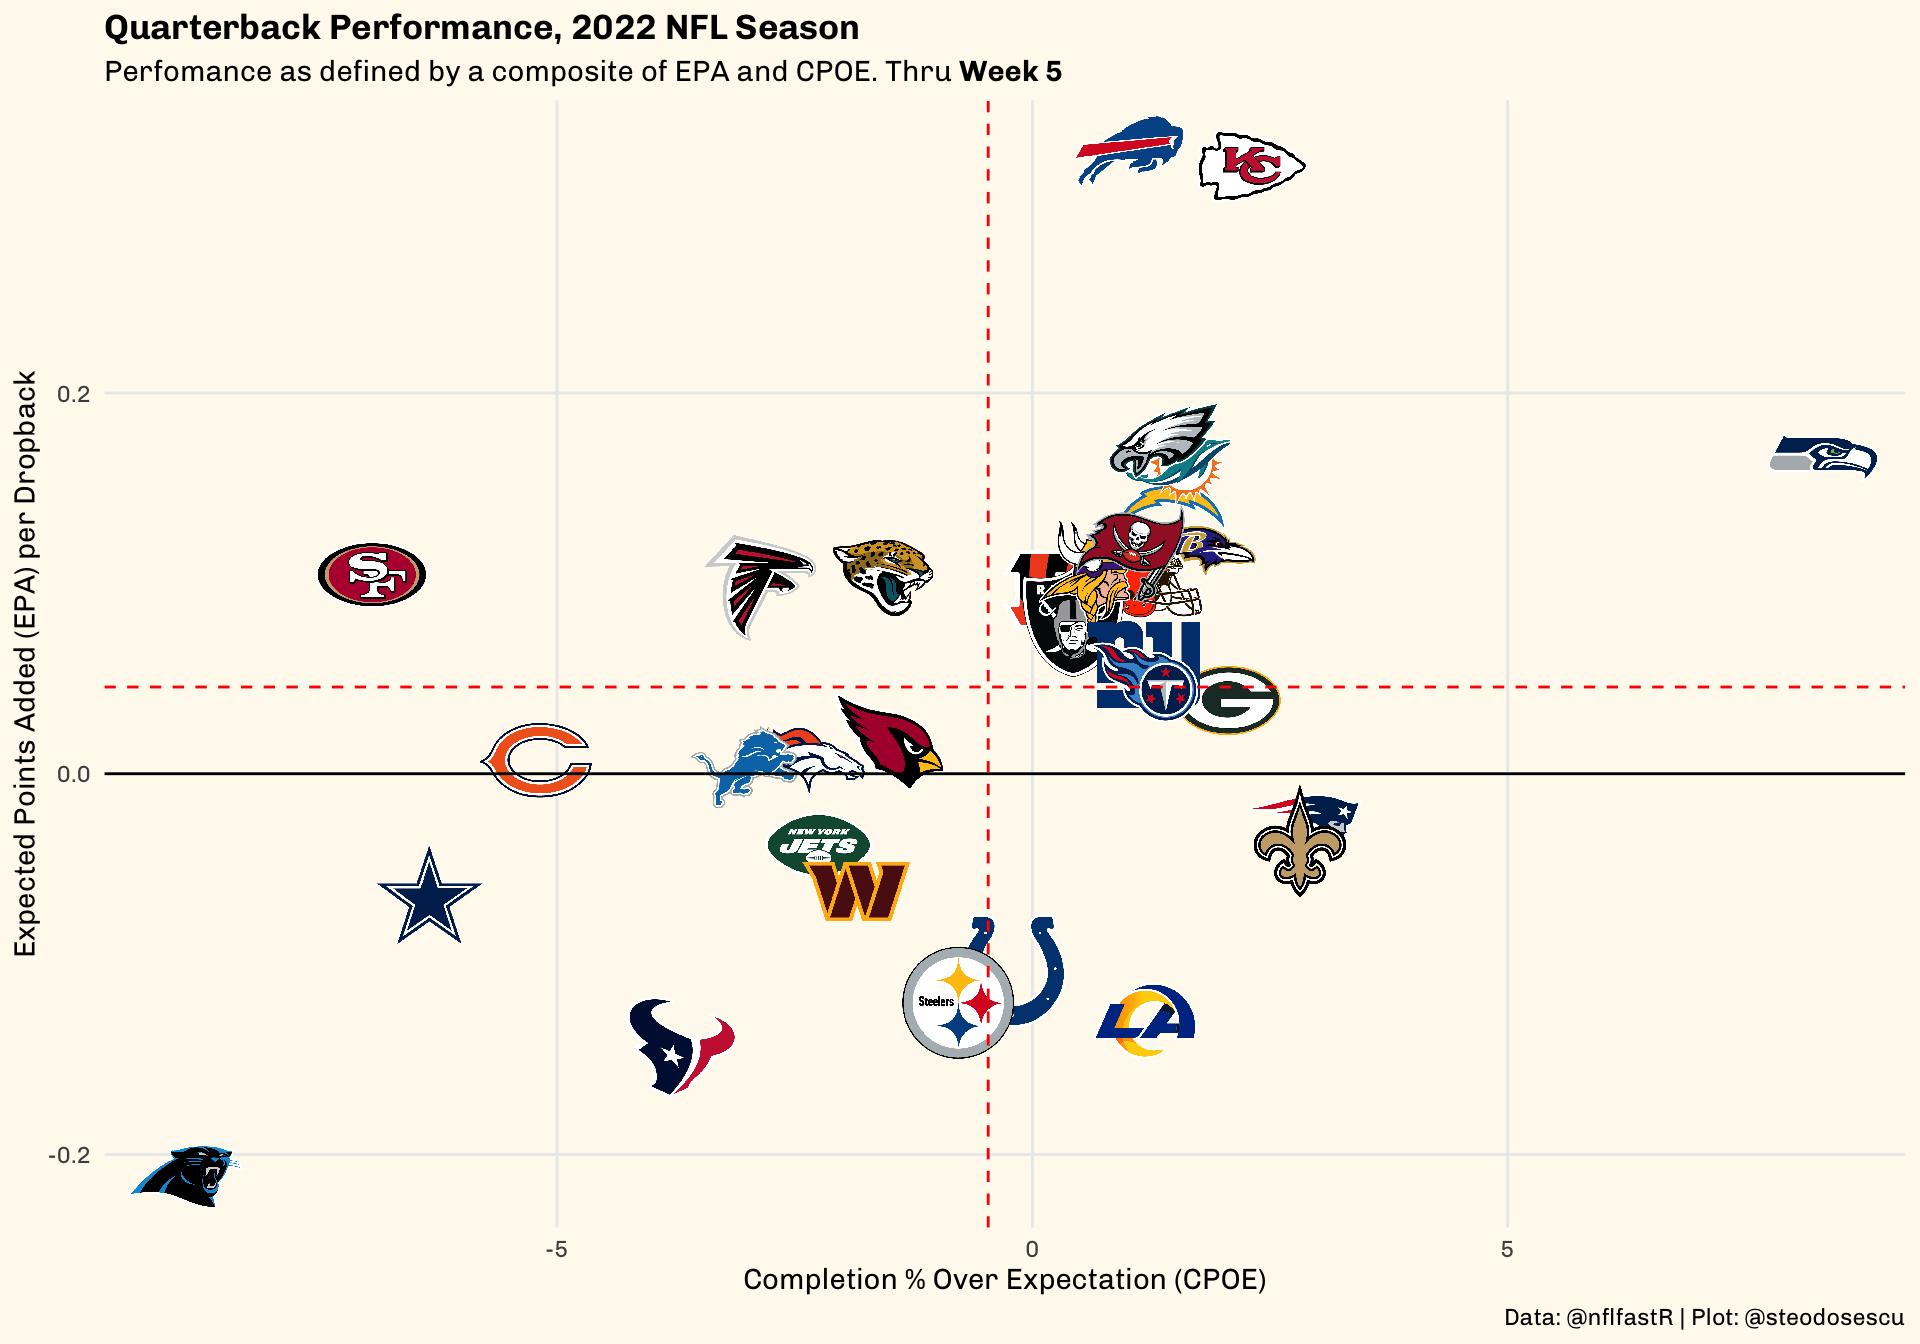 Quarterback Performance, 2022 NFL Season
Perfomance as defined by a composite of EPA and CPOE. Thru Week 5
Expected Points Added (EPA) per Dropback
0.2
0.0
-0.2
KC
SF
B
R
T
G
NEW YORK
JETS
W
Steelers
LA
-5
0
5
Completion % Over Expectation (CPOE)
Data: @nflfastR | Plot: @steodosescu